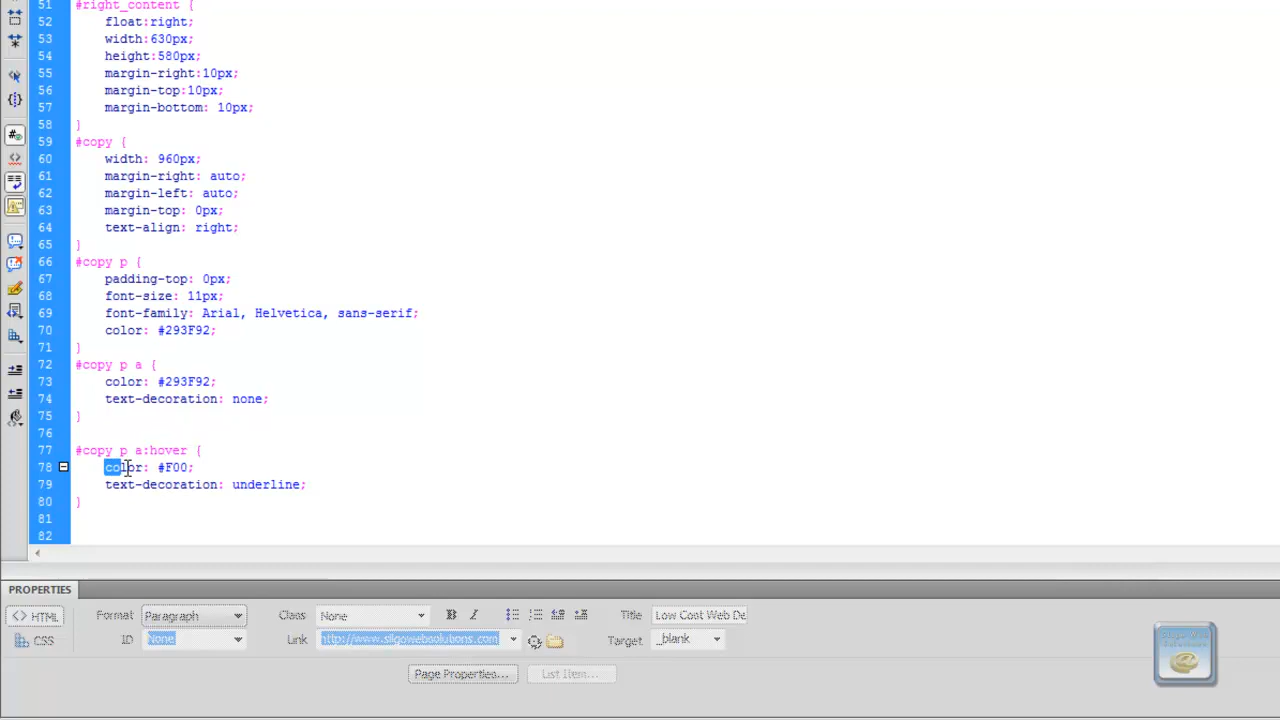 51 #right_content {
52 float:right;
53 width:630px;
54 height:580px;
55 margin-right:10px;
56 margin-top:10px;
57 margin-bottom: 10px;
58 }
59 #copy {
60 width: 960px;
61 margin-right: auto;
62 margin-left: auto;
63 margin-top: 0px;
64 text-align: right;
65 }
66 #copy p {
67 padding-top: 0px;
68 font-size: 11px;
69 font-family: Arial, Helvetica, sans-serif;
70 color: #293F92;
71 }
72 #copy p a {
73 color: #293F92;
74 text-decoration: none;
75 }
76
77 #copy p a:hover {
78 color: #F00;
79 text-decoration: underline;
80 }
81
82
PROPERTIES
<> HTML Format Paragraph Class None B I Title Low Cost Web De
CSS ID None Link http://www.sligowebsolutions.com Target _blank
Page Properties... List Item...
Sligo Web
Solutions